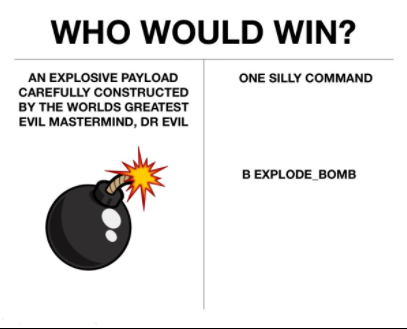 WHO WOULD WIN?
AN EXPLOSIVE PAYLOAD
CAREFULLY CONSTRUCTED
BY THE WORLDS GREATEST
EVIL MASTERMIND, DR EVIL
ONE SILLY COMMAND
B EXPLODE_BOMB